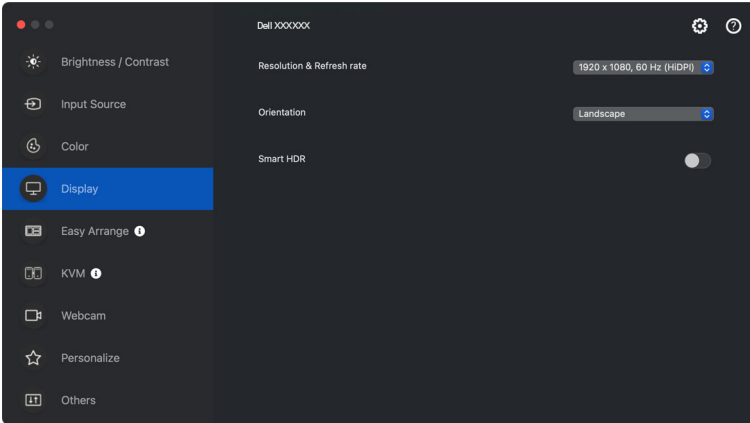 Dell XXXXXX
Brightness / Contrast
Input Source
Color
Display
Easy Arrange
KVM
Webcam
Personalize
Others
Resolution & Refresh rate
1920 x 1080, 60 Hz (HiDPI)
Orientation
Landscape
Smart HDR